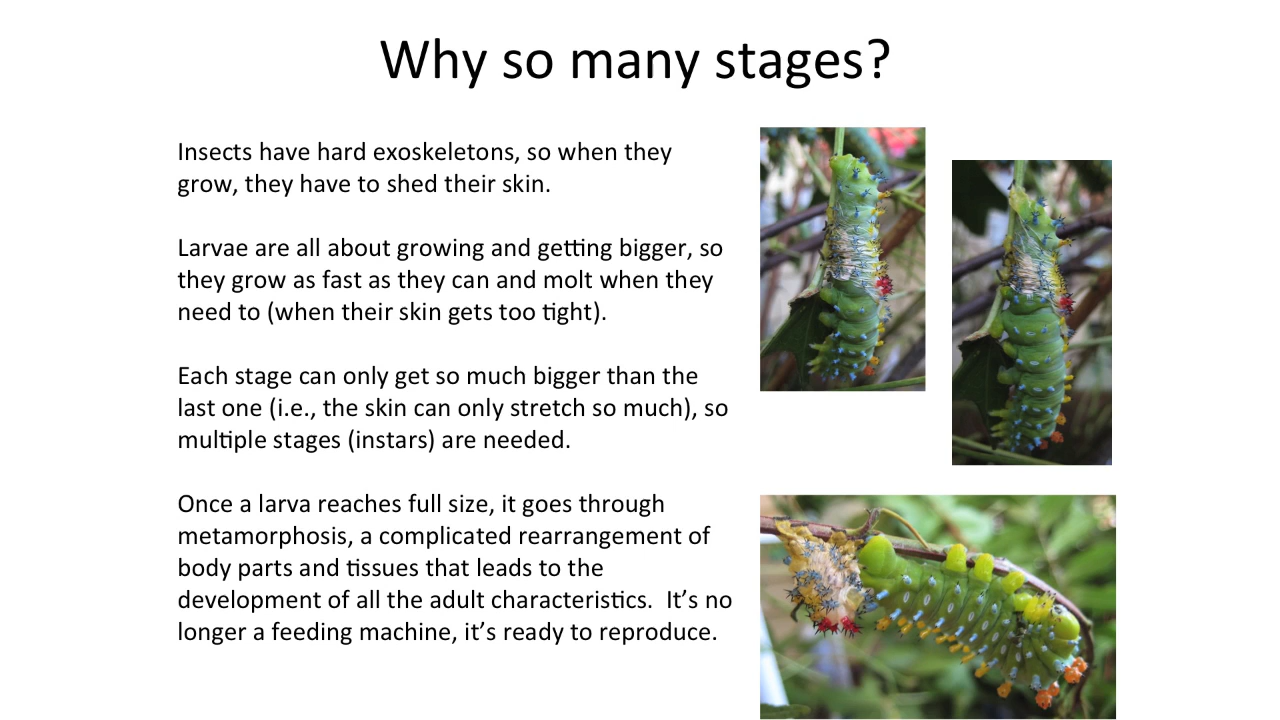 Why so many stages?
Insects have hard exoskeletons, so when they
grow, they have to shed their skin.
Larvae are all about growing and getting bigger, so
they grow as fast as they can and molt when they
need to (when their skin gets too tight).
Each stage can only get so much bigger than the
last one (i.e., the skin can only stretch so much), so
multiple stages (instars) are needed.
Once a larva reaches full size, it goes through
metamorphosis, a complicated rearrangement of
body parts and tissues that leads to the
development of all the adult characteristics.  It’s no
longer a feeding machine, it’s ready to reproduce.